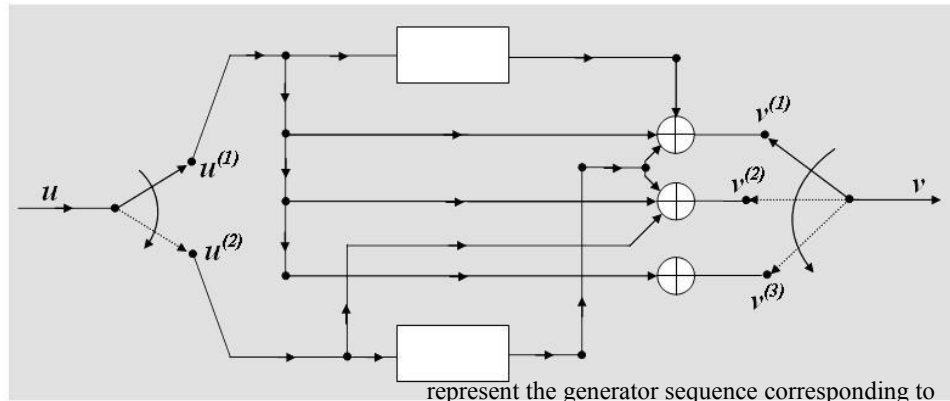 u
u(1)
u(2)
v(1)
v(2)
v(3)
v
represent the generator sequence corresponding to